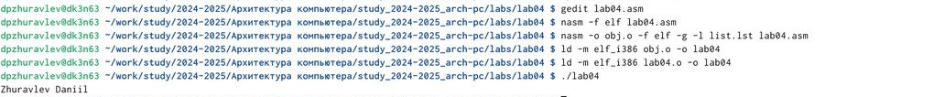 dpzhuravlev@dk3n63 ~/work/study/2024-2025/Архитектура компьютера/study_2024-2025_arch-pc/labs/lab04 $ gedit lab04.asm
dpzhuravlev@dk3n63 ~/work/study/2024-2025/Архитектура компьютера/study_2024-2025_arch-pc/labs/lab04 $ nasm -f elf lab04.asm
dpzhuravlev@dk3n63 ~/work/study/2024-2025/Архитектура компьютера/study_2024-2025_arch-pc/labs/lab04 $ nasm -o obj.o -f elf -g -l list.lst lab04.asm
dpzhuravlev@dk3n63 ~/work/study/2024-2025/Архитектура компьютера/study_2024-2025_arch-pc/labs/lab04 $ ld -m elf_i386 obj.o -o lab04
dpzhuravlev@dk3n63 ~/work/study/2024-2025/Архитектура компьютера/study_2024-2025_arch-pc/labs/lab04 $ ld -m elf_i386 lab04.o -o lab04
dpzhuravlev@dk3n63 ~/work/study/2024-2025/Архитектура компьютера/study_2024-2025_arch-pc/labs/lab04 $ ./lab04
Zhuravlev Daniil